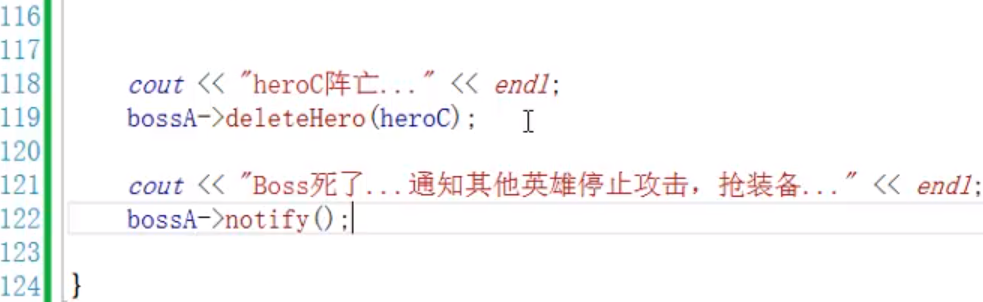 116
117
118 cout << "heroC阵亡..." << endl;
119 bossA->deleteHero(heroC);
120
121 cout << "Boss死了...通知其他英雄停止攻击，抢装备..." << endl;
122 bossA->notify();
123
124 }